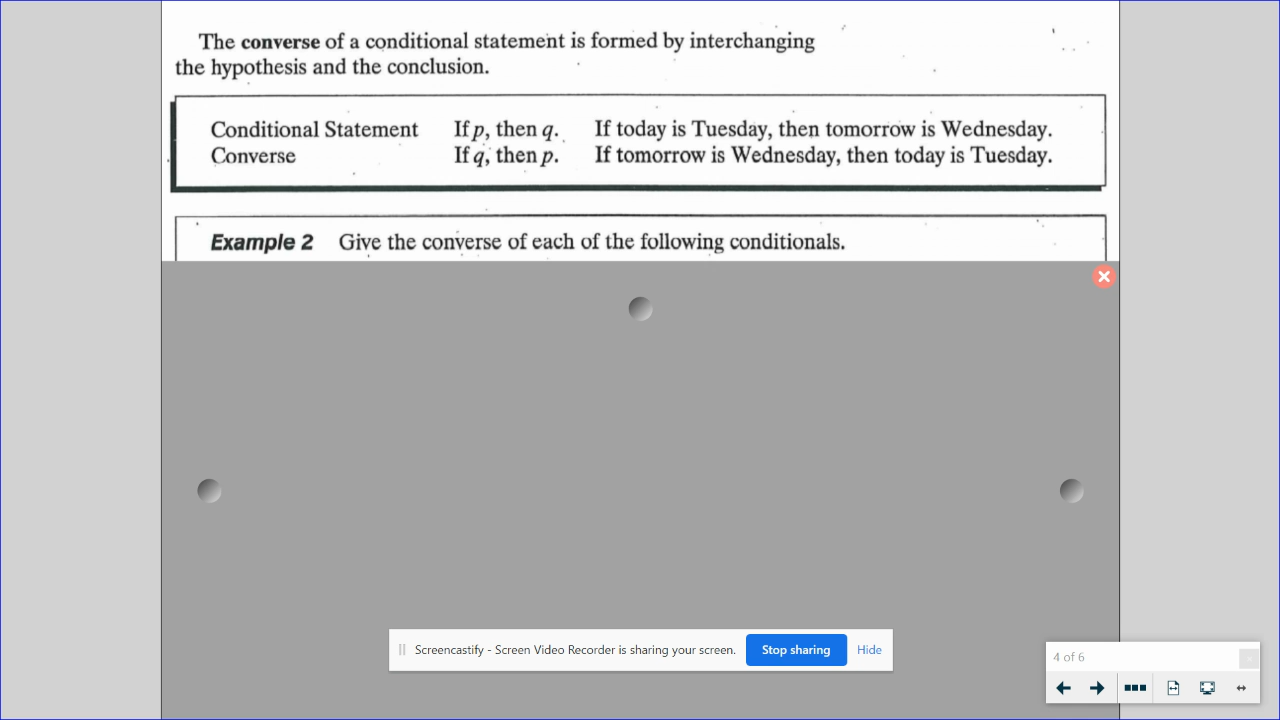 The converse of a conditional statement is formed by interchanging
the hypothesis and the conclusion.
Conditional Statement If p, then q. If today is Tuesday, then tomorrow is Wednesday.
Converse If q, then p. If tomorrow is Wednesday, then today is Tuesday.
Example 2 Give the converse of each of the following conditionals.
Screencastify - Screen Video Recorder is sharing your screen. Stop sharing Hide
4 of 6